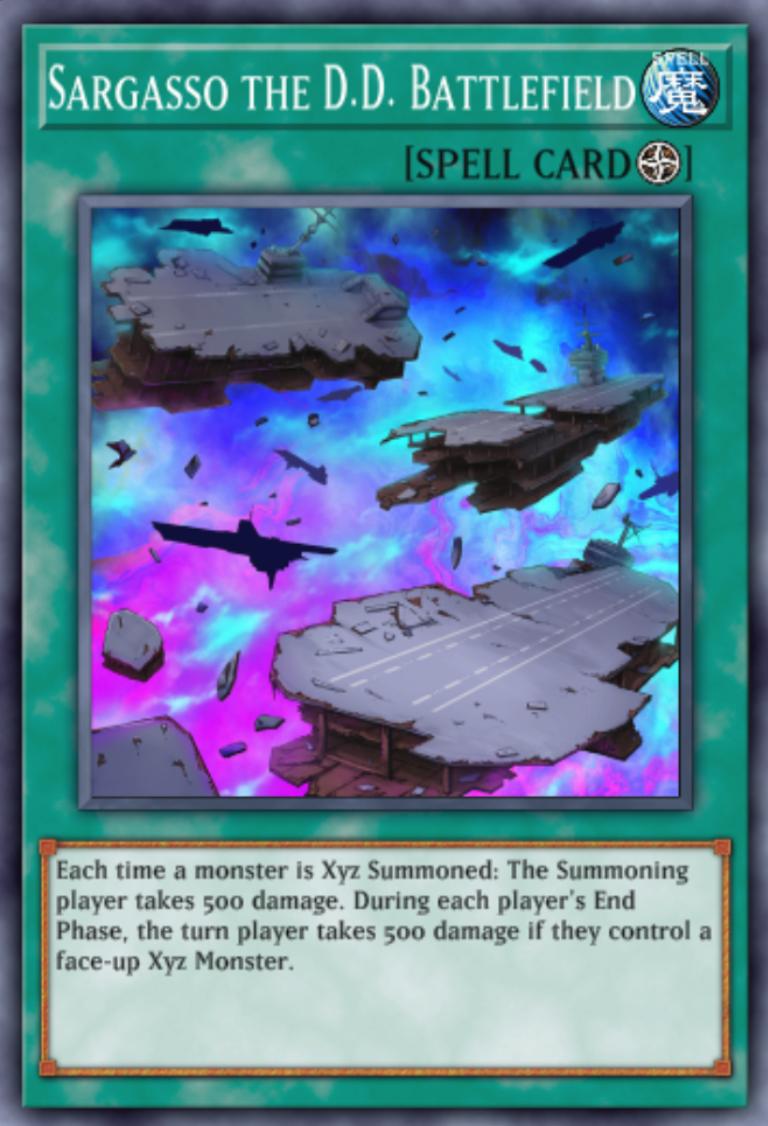 Sargasso the D.D. Battlefield
SPELL
魔
[SPELL CARD]
Each time a monster is Xyz Summoned: The Summoning
player takes 500 damage. During each player's End
Phase, the turn player takes 500 damage if they control a
face-up Xyz Monster.